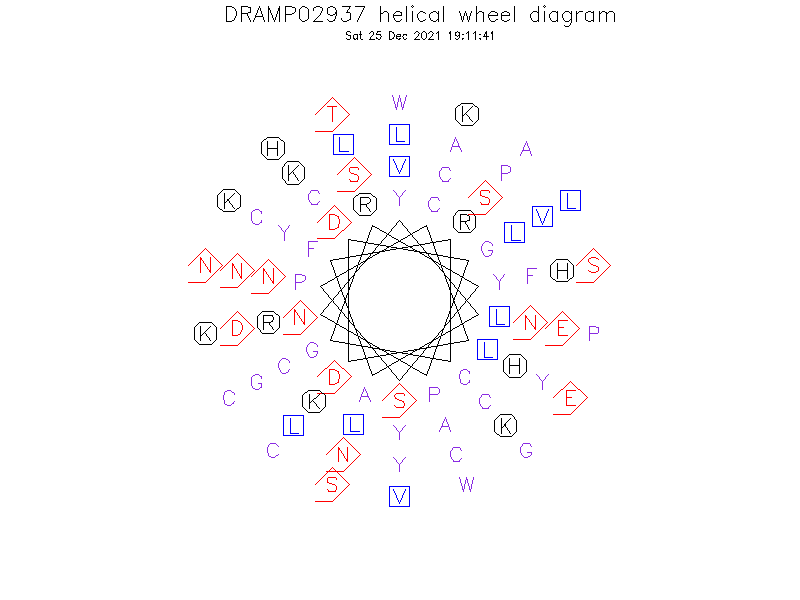 DRAMP02937 helical wheel diagram
Sat 25 Dec 2021 19:11:41
W
T K
L
H L A A
K S V C P
K C R Y C S L
C Y D R L V
F G
N N N P Y F H S
K D R N L N E P
G L
G C D C H Y
C K A S P C E
L L Y A K
C N Y C G
S W
V